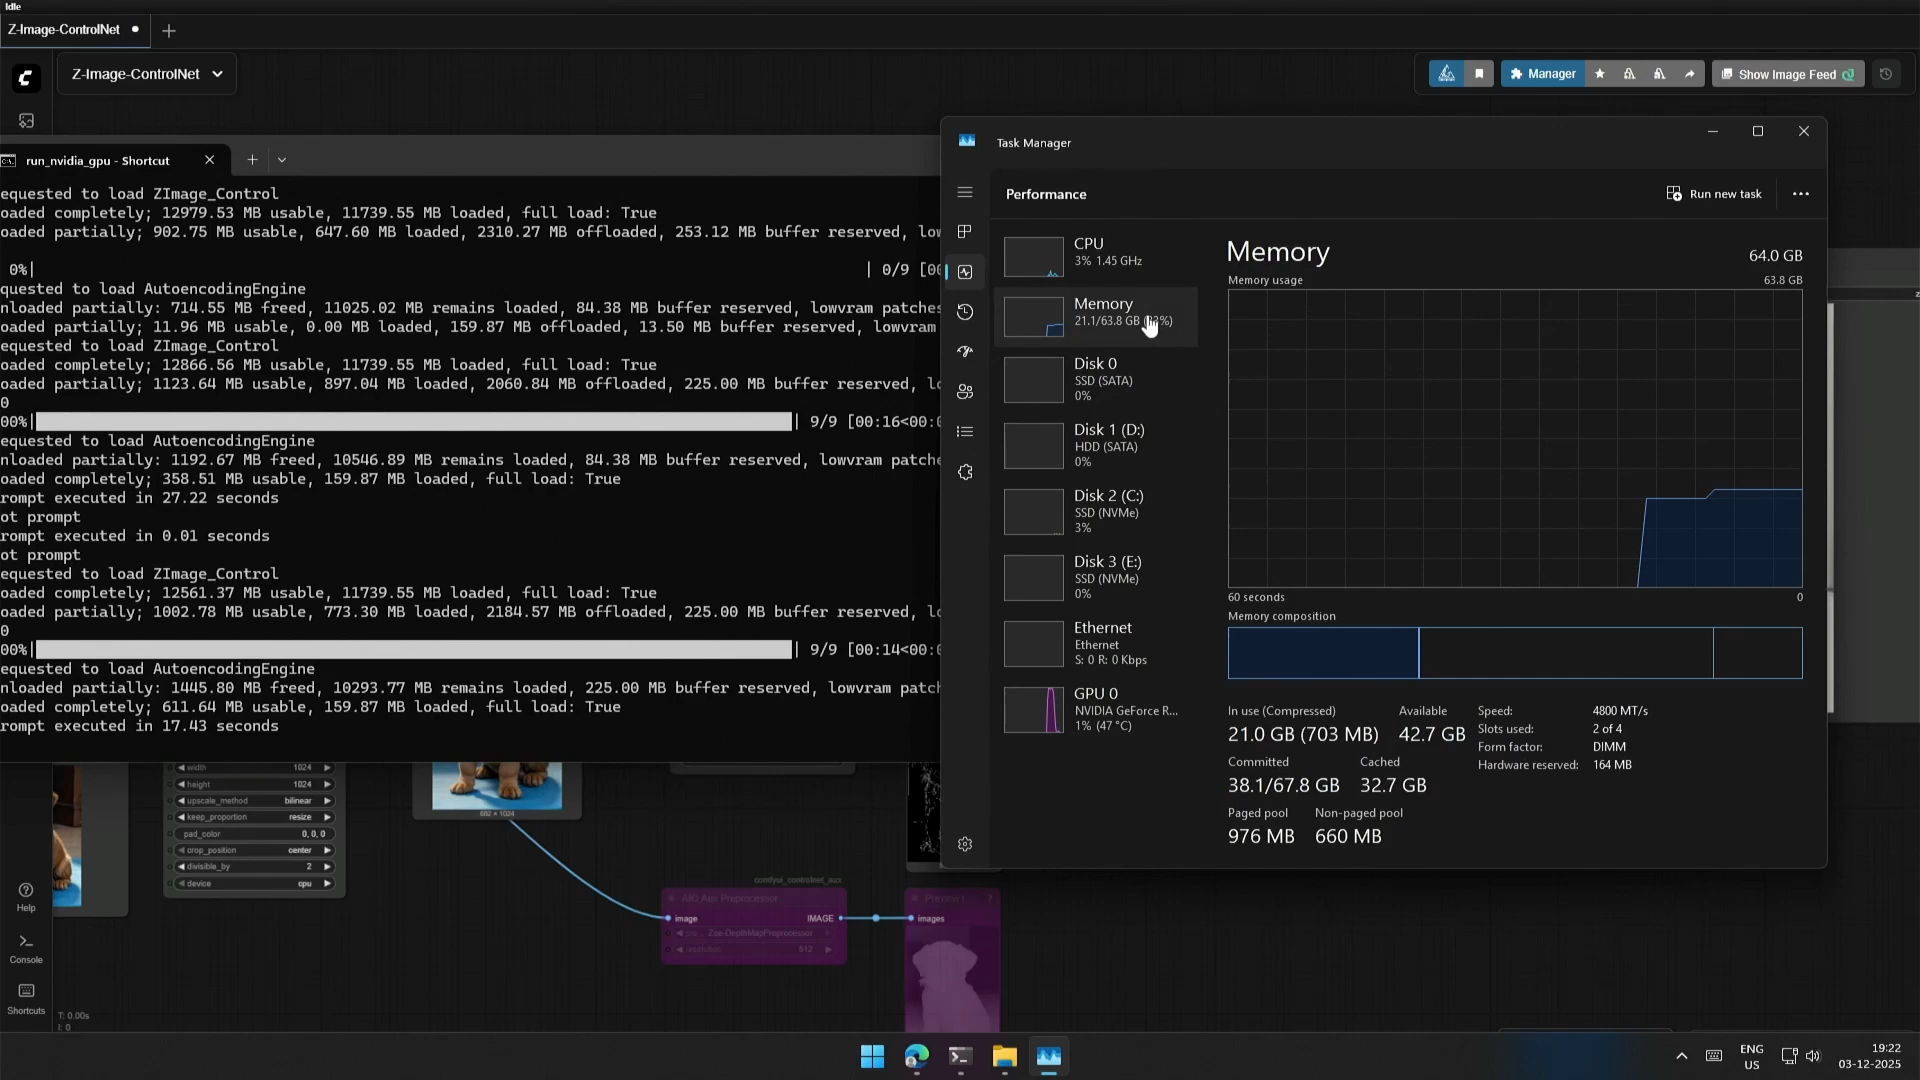 Idle
Z-Image-ControlNet
Z-Image-ControlNet
Manager
Show Image Feed
run_nvidia_gpu - Shortcut
equested to load ZImage_Control
oaded completely; 12979.53 MB usable, 11739.55 MB loaded, full load: True
oaded partially; 902.75 MB usable, 647.60 MB loaded, 2310.27 MB offloaded, 253.12 MB buffer reserved, low
0%| | 0/9 [00
quested to load AutoencodingEngine
nloaded partially: 714.55 MB freed, 11025.02 MB remains loaded, 84.38 MB buffer reserved, lowvram patches
oaded partially; 11.96 MB usable, 0.00 MB loaded, 159.87 MB offloaded, 13.50 MB buffer reserved, lowvram
equested to load ZImage_Control
oaded completely; 12866.56 MB usable, 11739.55 MB loaded, full load: True
oaded partially; 1123.64 MB usable, 897.04 MB loaded, 2060.84 MB offloaded, 225.00 MB buffer reserved, lo
0
00%| | 9/9 [00:16<00:0
equested to load AutoencodingEngine
nloaded partially: 1192.67 MB freed, 10546.89 MB remains loaded, 84.38 MB buffer reserved, lowvram patche
oaded completely; 358.51 MB usable, 159.87 MB loaded, full load: True
rompt executed in 27.22 seconds
ot prompt
rompt executed in 0.01 seconds
ot prompt
equested to load ZImage_Control
oaded completely; 12561.37 MB usable, 11739.55 MB loaded, full load: True
oaded partially; 1002.78 MB usable, 773.30 MB loaded, 2184.57 MB offloaded, 225.00 MB buffer reserved, lo
0
00%| | 9/9 [00:14<00:0
equested to load AutoencodingEngine
nloaded partially: 1445.80 MB freed, 10293.77 MB remains loaded, 225.00 MB buffer reserved, lowvram patch
oaded completely; 611.64 MB usable, 159.87 MB loaded, full load: True
rompt executed in 17.43 seconds
Task Manager
Performance
Run new task
CPU
3% 1.45 GHz
Memory
21.1/63.8 GB
Disk 0
SSD (SATA)
0%
Disk 1 (D:)
HDD (SATA)
0%
Disk 2 (C:)
SSD (NVMe)
3%
Disk 3 (E:)
SSD (NVMe)
0%
Ethernet
Ethernet
S: 0 R: 0 Kbps
GPU 0
NVIDIA GeForce R...
1% (47 °C)
Memory 64.0 GB
Memory usage 63.8 GB
60 seconds 0
Memory composition
In use (Compressed) Available
21.0 GB (703 MB) 42.7 GB
Committed Cached
38.1/67.8 GB 32.7 GB
Paged pool Non-paged pool
976 MB 660 MB
Speed: 4800 MT/s
Slots used: 2 of 4
Form factor: DIMM
Hardware reserved: 164 MB
width 1024
height 1024
upscale_method bilinear
keep_proportion resize
pad_color 0, 0, 0
crop_position center
divisible_by 2
device cpu
682 × 1024
comfyui_controlnet_aux
AIO Aux Preprocessor
image IMAGE
Zoe-DepthMapPreprocessor
resolution 512
Preview I ?
images
Help
Console
Shortcuts
T: 0.00s
I: 0
ENG
US
19:22
03-12-2025